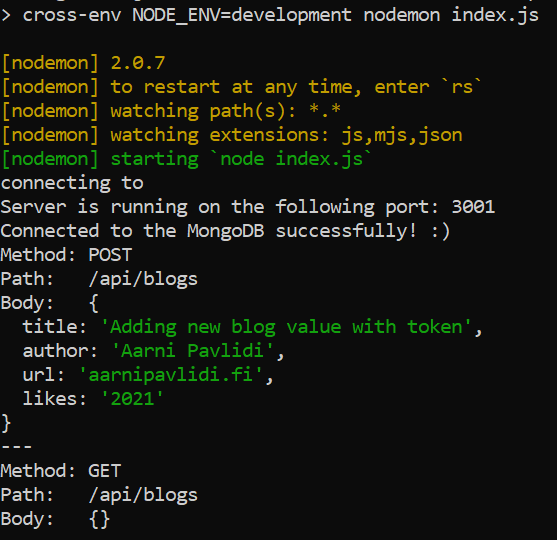 > cross-env NODE_ENV=development nodemon index.js
[nodemon] 2.0.7
[nodemon] to restart at any time, enter `rs`
[nodemon] watching path(s): *.*
[nodemon] watching extensions: js,mjs,json
[nodemon] starting `node index.js`
connecting to
Server is running on the following port: 3001
Connected to the MongoDB successfully! :)
Method: POST
Path:   /api/blogs
Body:   {
  title: 'Adding new blog value with token',
  author: 'Aarni Pavlidi',
  url: 'aarnipavlidi.fi',
  likes: '2021'
}
---
Method: GET
Path:   /api/blogs
Body:   {}